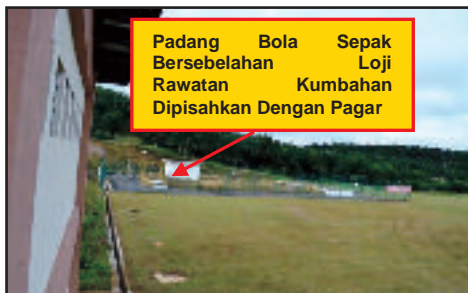 Padang Bola Sepak
Bersebelahan Loji
Rawatan Kumbahan
Dipisahkan Dengan Pagar